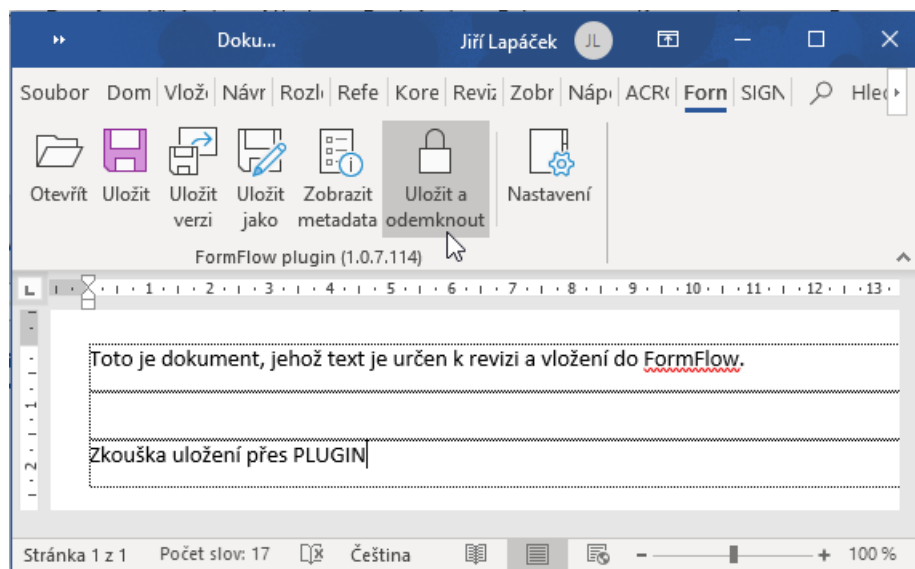 Doku... Jiří Lapáček JL
Soubor Dom Vlož Návr Rozl Refe Kore Reviz Zobr Náp ACR Forn SIGN Hled
Otevřít Uložit Uložit verzi Uložit jako Zobrazit metadata Uložit a odemknout Nastavení
FormFlow plugin (1.0.7.114)
1 2 3 4 5 6 7 8 9 10 11 12 13
Toto je dokument, jehož text je určen k revizi a vložení do FormFlow.
1
Zkouška uložení přes PLUGIN
2
Stránka 1 z 1 Počet slov: 17 Čeština 100 %